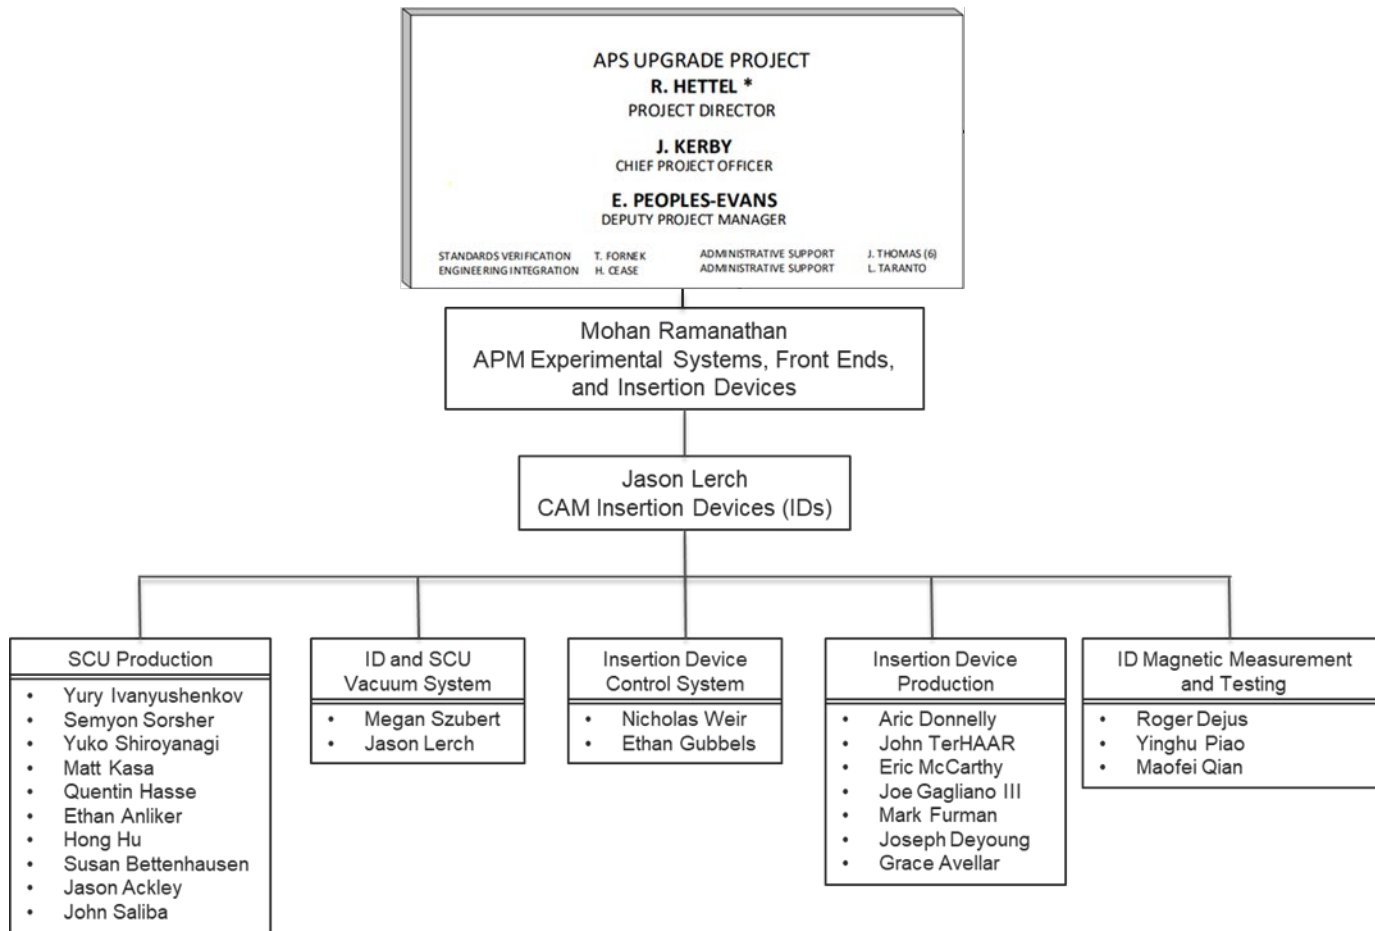 APS UPGRADE PROJECT
R. HETTEL *
PROJECT DIRECTOR
J. KERBY
CHIEF PROJECT OFFICER
E. PEOPLES-EVANS
DEPUTY PROJECT MANAGER
STANDARDS VERIFICATION T. FORNEK ADMINISTRATIVE SUPPORT J. THOMAS (6)
ENGINEERING INTEGRATION H. CEASE ADMINISTRATIVE SUPPORT L. TARANTO
Mohan Ramanathan
APM Experimental Systems, Front Ends,
and Insertion Devices
Jason Lerch
CAM Insertion Devices (IDs)
SCU Production
• Yury Ivanyushenkov
• Semyon Sorsher
• Yuko Shiroyanagi
• Matt Kasa
• Quentin Hasse
• Ethan Anliker
• Hong Hu
• Susan Bettenhausen
• Jason Ackley
• John Saliba
ID and SCU
Vacuum System
• Megan Szubert
• Jason Lerch
Insertion Device
Control System
• Nicholas Weir
• Ethan Gubbels
Insertion Device
Production
• Aric Donnelly
• John TerHAAR
• Eric McCarthy
• Joe Gagliano III
• Mark Furman
• Joseph Deyoung
• Grace Avellar
ID Magnetic Measurement
and Testing
• Roger Dejus
• Yinghu Piao
• Maofei Qian